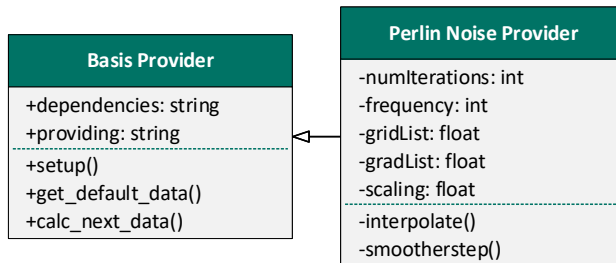 Basis Provider
+dependencies: string
+providing: string
+setup()
+get_default_data()
+calc_next_data()
Perlin Noise Provider
-numIterations: int
-frequency: int
-gridList: float
-gradList: float
-scaling: float
-interpolate()
-smootherstep()